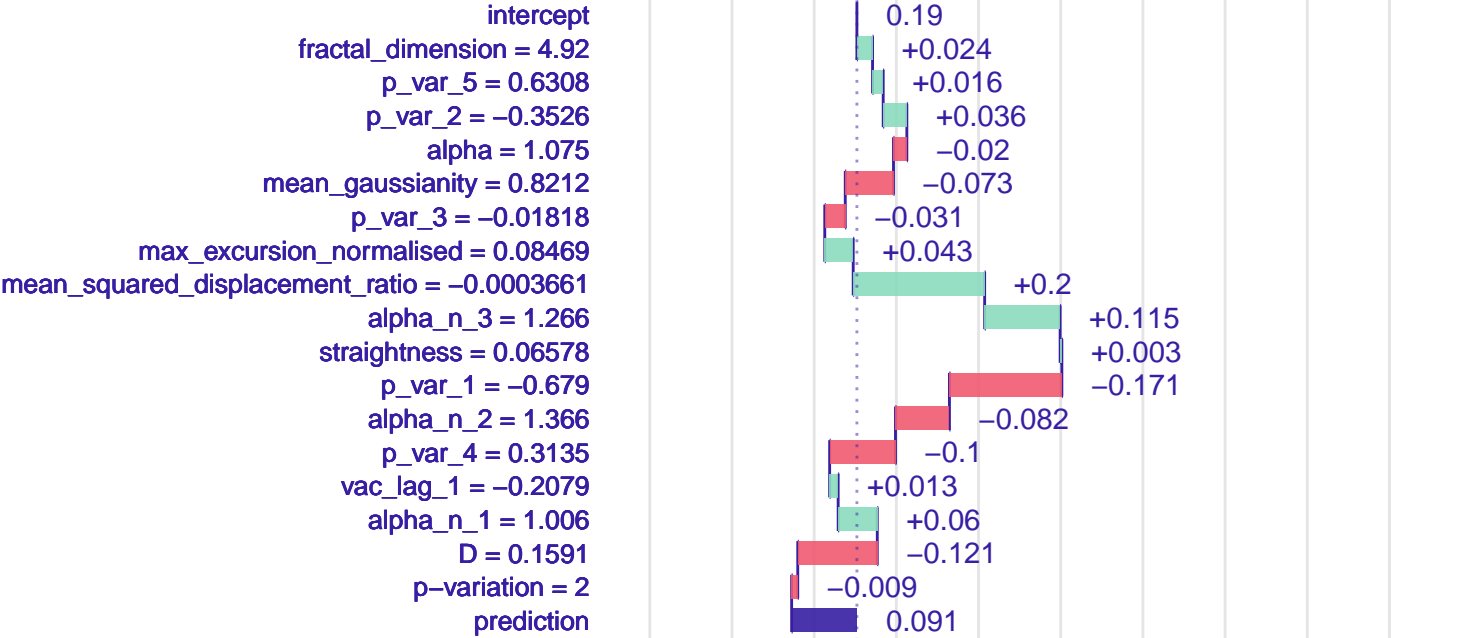 intercept 0.19
fractal_dimension = 4.92 +0.024
p_var_5 = 0.6308 +0.016
p_var_2 = −0.3526 +0.036
alpha = 1.075 −0.02
mean_gaussianity = 0.8212 −0.073
p_var_3 = −0.01818 −0.031
max_excursion_normalised = 0.08469 +0.043
mean_squared_displacement_ratio = −0.0003661 +0.2
alpha_n_3 = 1.266 +0.115
straightness = 0.06578 +0.003
p_var_1 = −0.679 −0.171
alpha_n_2 = 1.366 −0.082
p_var_4 = 0.3135 −0.1
vac_lag_1 = −0.2079 +0.013
alpha_n_1 = 1.006 +0.06
D = 0.1591 −0.121
p−variation = 2 −0.009
prediction 0.091